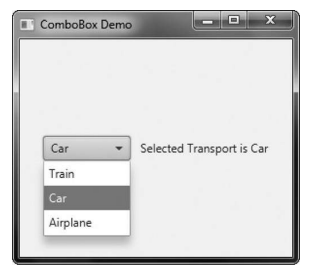 ComboBox Demo
Car Selected Transport is Car
Train
Car
Airplane